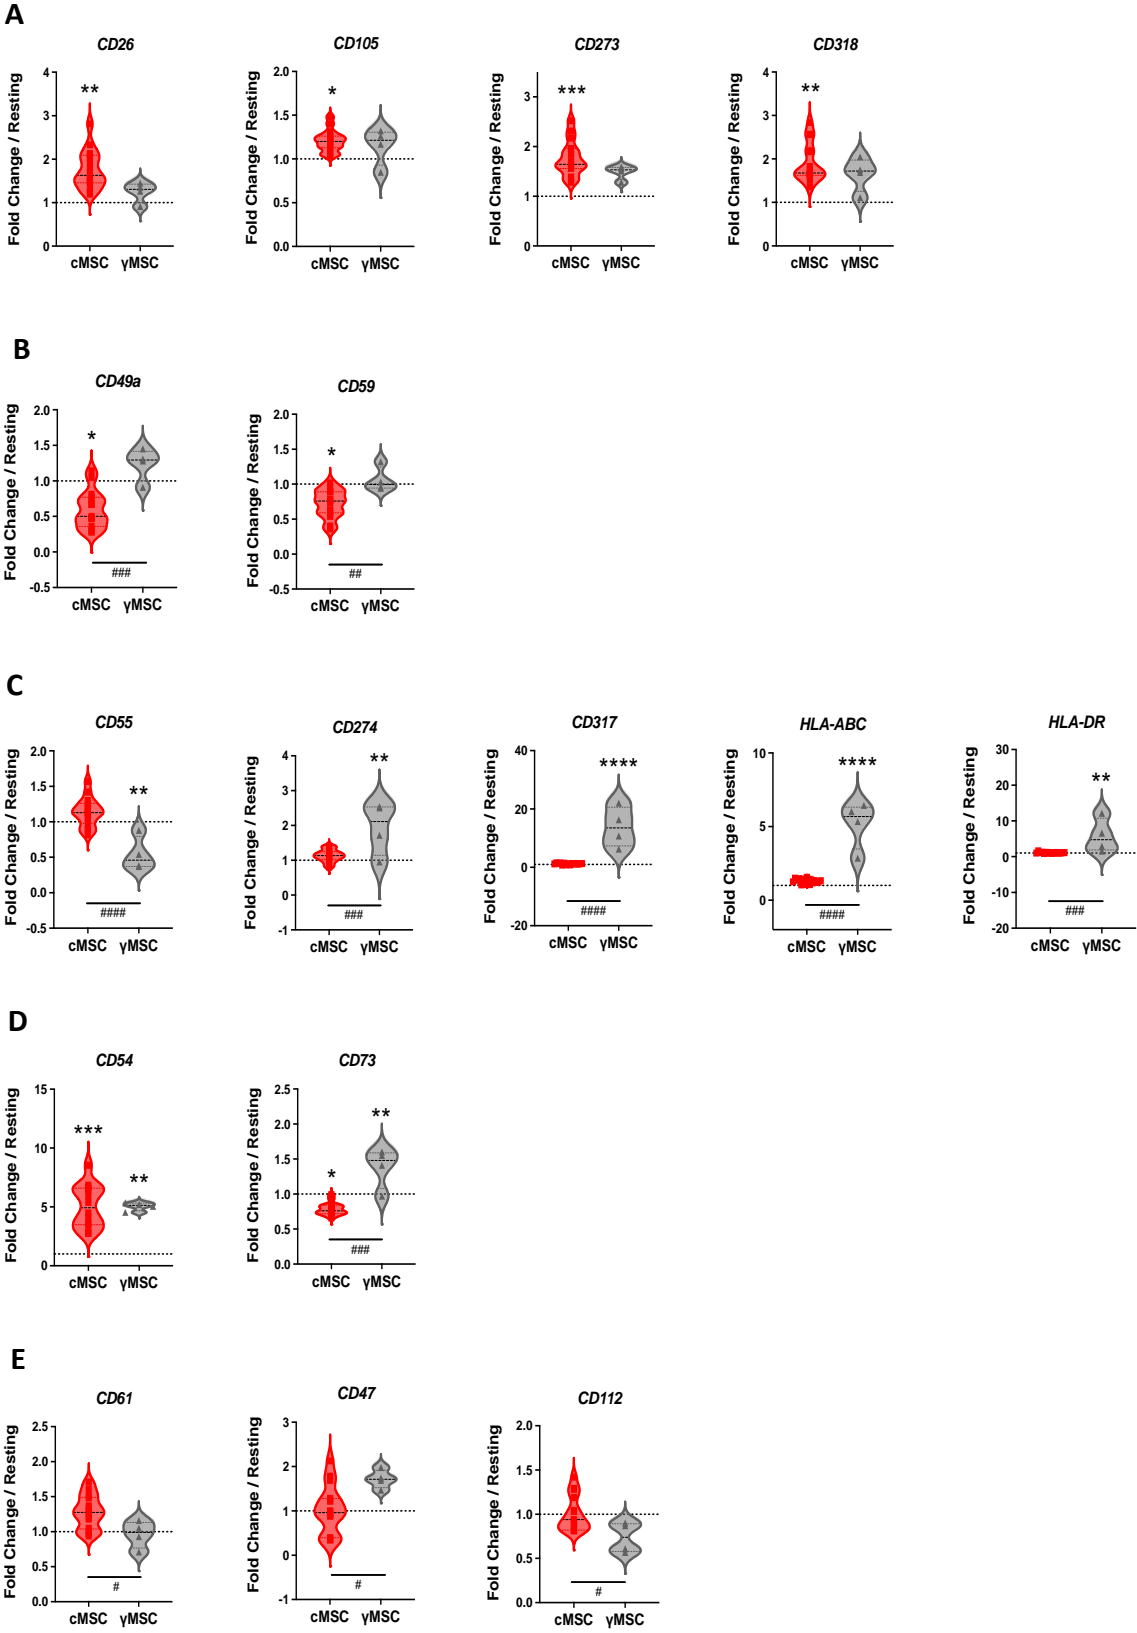 A
CD26
CD105
CD273
CD318
Fold Change / Resting
4
3
2
1
0
**
cMSC
γMSC
Fold Change / Resting
2.0
1.5
1.0
0.5
0.0
*
cMSC
γMSC
Fold Change / Resting
3
2
1
0
***
cMSC
γMSC
Fold Change / Resting
4
3
2
1
0
**
cMSC
γMSC
B
CD49a
CD59
Fold Change / Resting
2.0
1.5
1.0
0.5
0.0
-0.5
*
###
cMSC
γMSC
Fold Change / Resting
2.0
1.5
1.0
0.5
0.0
-0.5
*
##
cMSC
γMSC
C
CD55
CD274
CD317
HLA-ABC
HLA-DR
Fold Change / Resting
2.0
1.5
1.0
0.5
0.0
-0.5
**
####
cMSC
γMSC
Fold Change / Resting
4
3
2
1
0
-1
**
###
cMSC
γMSC
Fold Change / Resting
40
20
0
-20
****
####
cMSC
γMSC
Fold Change / Resting
10
5
0
****
####
cMSC
γMSC
Fold Change / Resting
30
20
10
0
-10
-20
**
###
cMSC
γMSC
D
CD54
CD73
Fold Change / Resting
15
10
5
0
***
**
cMSC
γMSC
Fold Change / Resting
2.5
2.0
1.5
1.0
0.5
0.0
*
**
###
cMSC
γMSC
E
CD61
CD47
CD112
Fold Change / Resting
2.5
2.0
1.5
1.0
0.5
0.0
#
cMSC
γMSC
Fold Change / Resting
3
2
1
0
-1
#
cMSC
γMSC
Fold Change / Resting
2.0
1.5
1.0
0.5
0.0
#
cMSC
γMSC